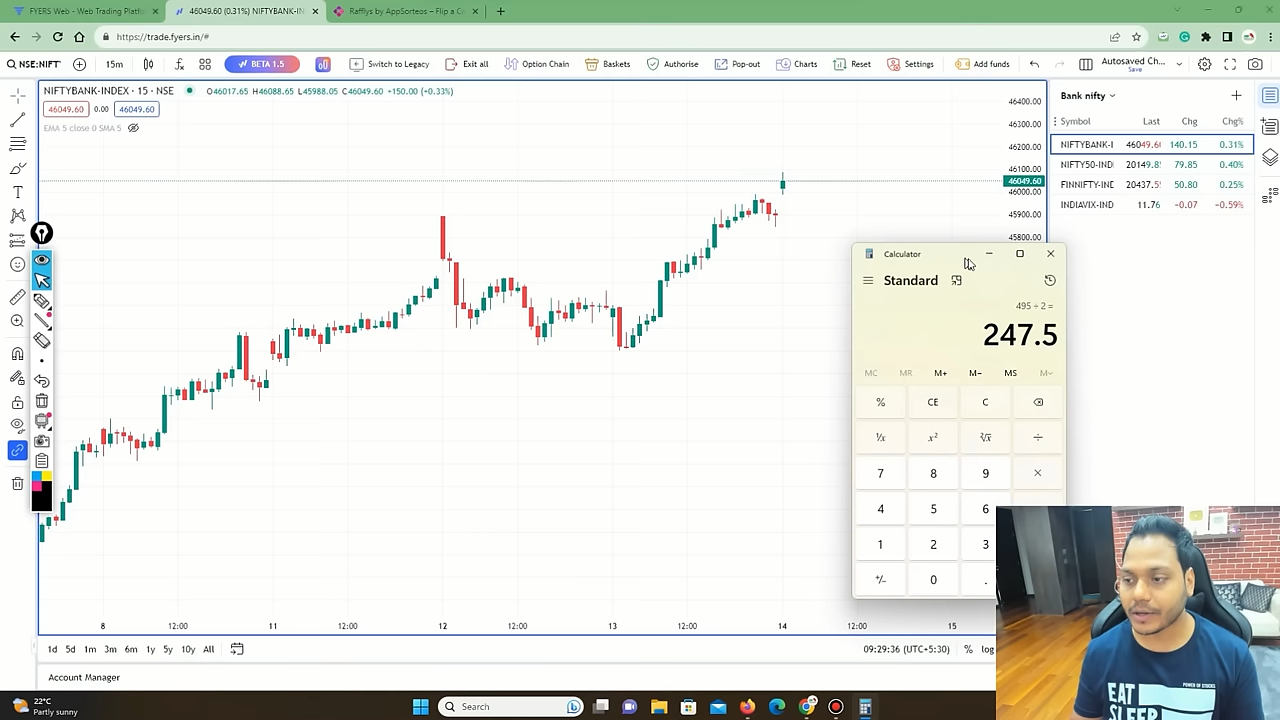 FYERS Web - Web Trading Platf
46049.60 (0.31%) NIFTYBANK-IN
Rafflys by AppSorteos – Flip a C
https://trade.fyers.in/#
NSE:NIFT
15m
BETA 1.5
Switch to Legacy
Exit all
Option Chain
Baskets
Authorise
Pop-out
Charts
Reset
Settings
Add funds
Autosaved Ch...
Save
NIFTYBANK-INDEX · 15 · NSE
O46017.65 H46088.65 L45988.05 C46049.60 +150.00 (+0.33%)
46049.60 0.00 46049.60
EMA 5 close 0 SMA 5
46400.00
46300.00
46200.00
46100.00
46049.60
46000.00
45900.00
45800.00
Bank nifty
Symbol Last Chg Chg%
NIFTYBANK-I 46049.6 140.15 0.31%
NIFTY50-IND 20149.8 79.85 0.40%
FINNIFTY-INE 20437.5 50.80 0.25%
INDIAVIX-IND 11.76 -0.07 -0.59%
Calculator
Standard
495 ÷ 2 =
247.5
MC MR M+ M− MS M
% CE C
¹/x x² ²√x ÷
7 8 9 ×
4 5 6
1 2 3
+/− 0 .
8 12:00 11 12:00 12 12:00 13 12:00 14 12:00 15
1d 5d 1m 3m 6m 1y 5y 10y All
09:29:36 (UTC+5:30) % log
Account Manager
POWER OF STOCKS
EAT
SLEEP
22°C
Partly sunny
Search